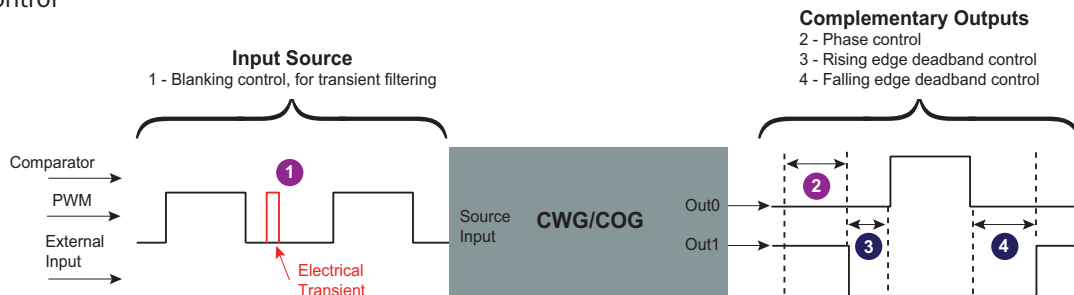 ontrol
Complementary Outputs
2 - Phase control
3 - Rising edge deadband control
4 - Falling edge deadband control
Input Source
1 - Blanking control, for transient filtering
Comparator
PWM
External
Input
1
Electrical
Transient
Source
Input
CWG/COG
Out0
Out1
2
3
4